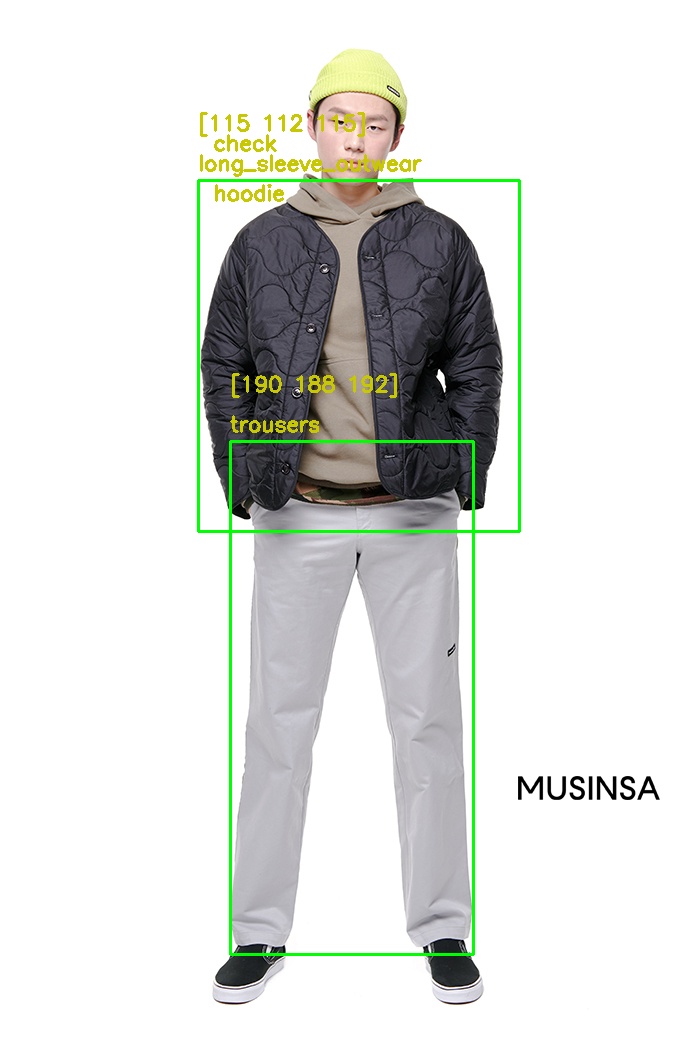 [115 112 115]
check
long_sleeve_outwear
hoodie
[190 188 192]
trousers
MUSINSA